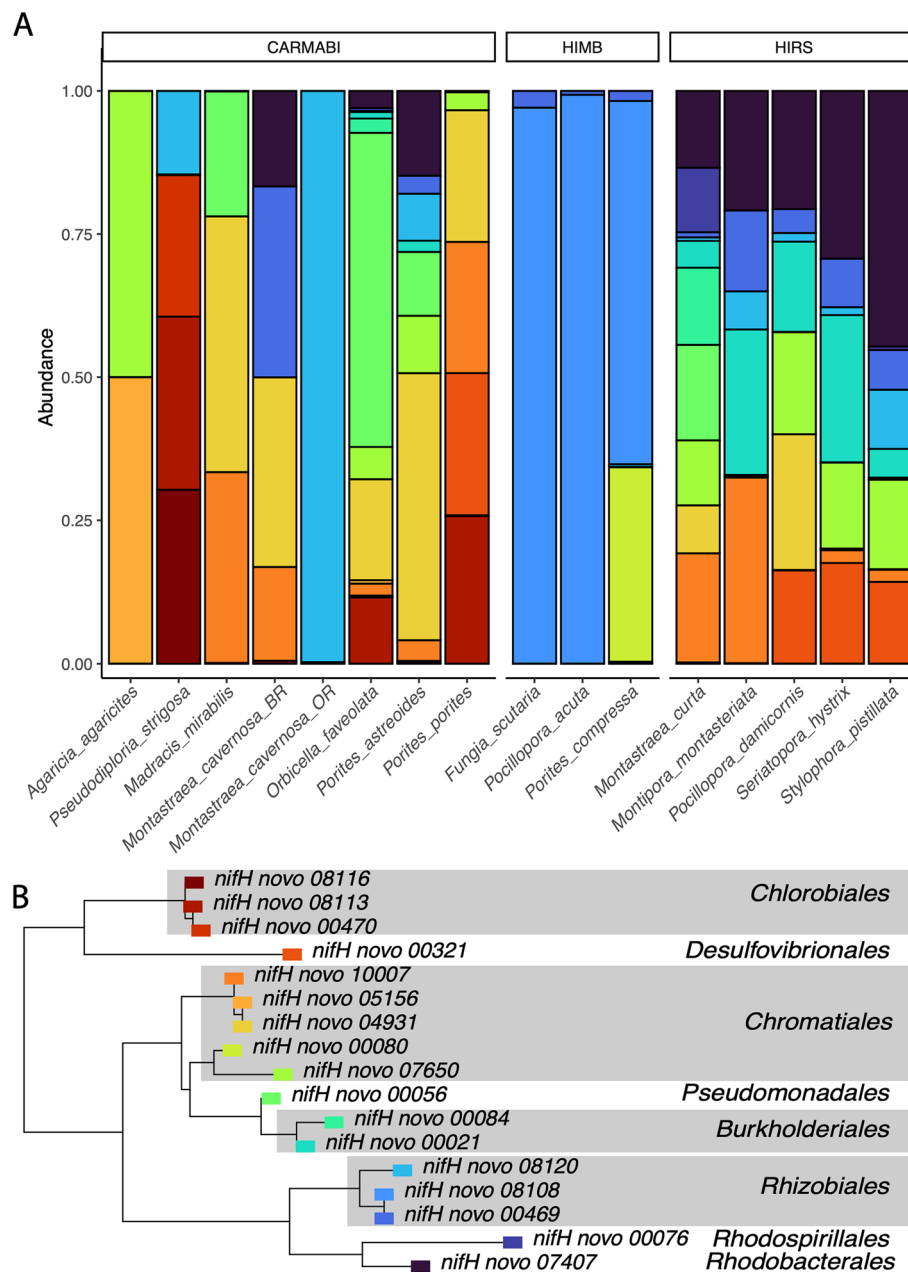 A
CARMABI HIMB HIRS
1.00
0.75
0.50
0.25
0.00
Abundance
Agaricia_agaricites
Pseudodiploria_strigosa
Madracis_mirabilis
Montastraea_cavernosa_BR
Montastraea_cavernosa_OR
Orbicella_faveolata
Porites_astreoides
Porites_porites
Fungia_scutaria
Pocillopora_acuta
Porites_compressa
Montastraea_curta
Montipora_montasteriata
Pocillopora_damicornis
Seriatopora_hystrix
Stylophora_pistillata
B
nifH novo 08116
Chlorobiales
nifH novo 08113
nifH novo 00470
nifH novo 00321 Desulfovibrionales
nifH novo 10007
nifH novo 05156
nifH novo 04931 Chromatiales
nifH novo 00080
nifH novo 07650
nifH novo 00056 Pseudomonadales
nifH novo 00084
Burkholderiales
nifH novo 00021
nifH novo 08120
nifH novo 08108 Rhizobiales
nifH novo 00469
nifH novo 00076 Rhodospirillales
nifH novo 07407 Rhodobacterales